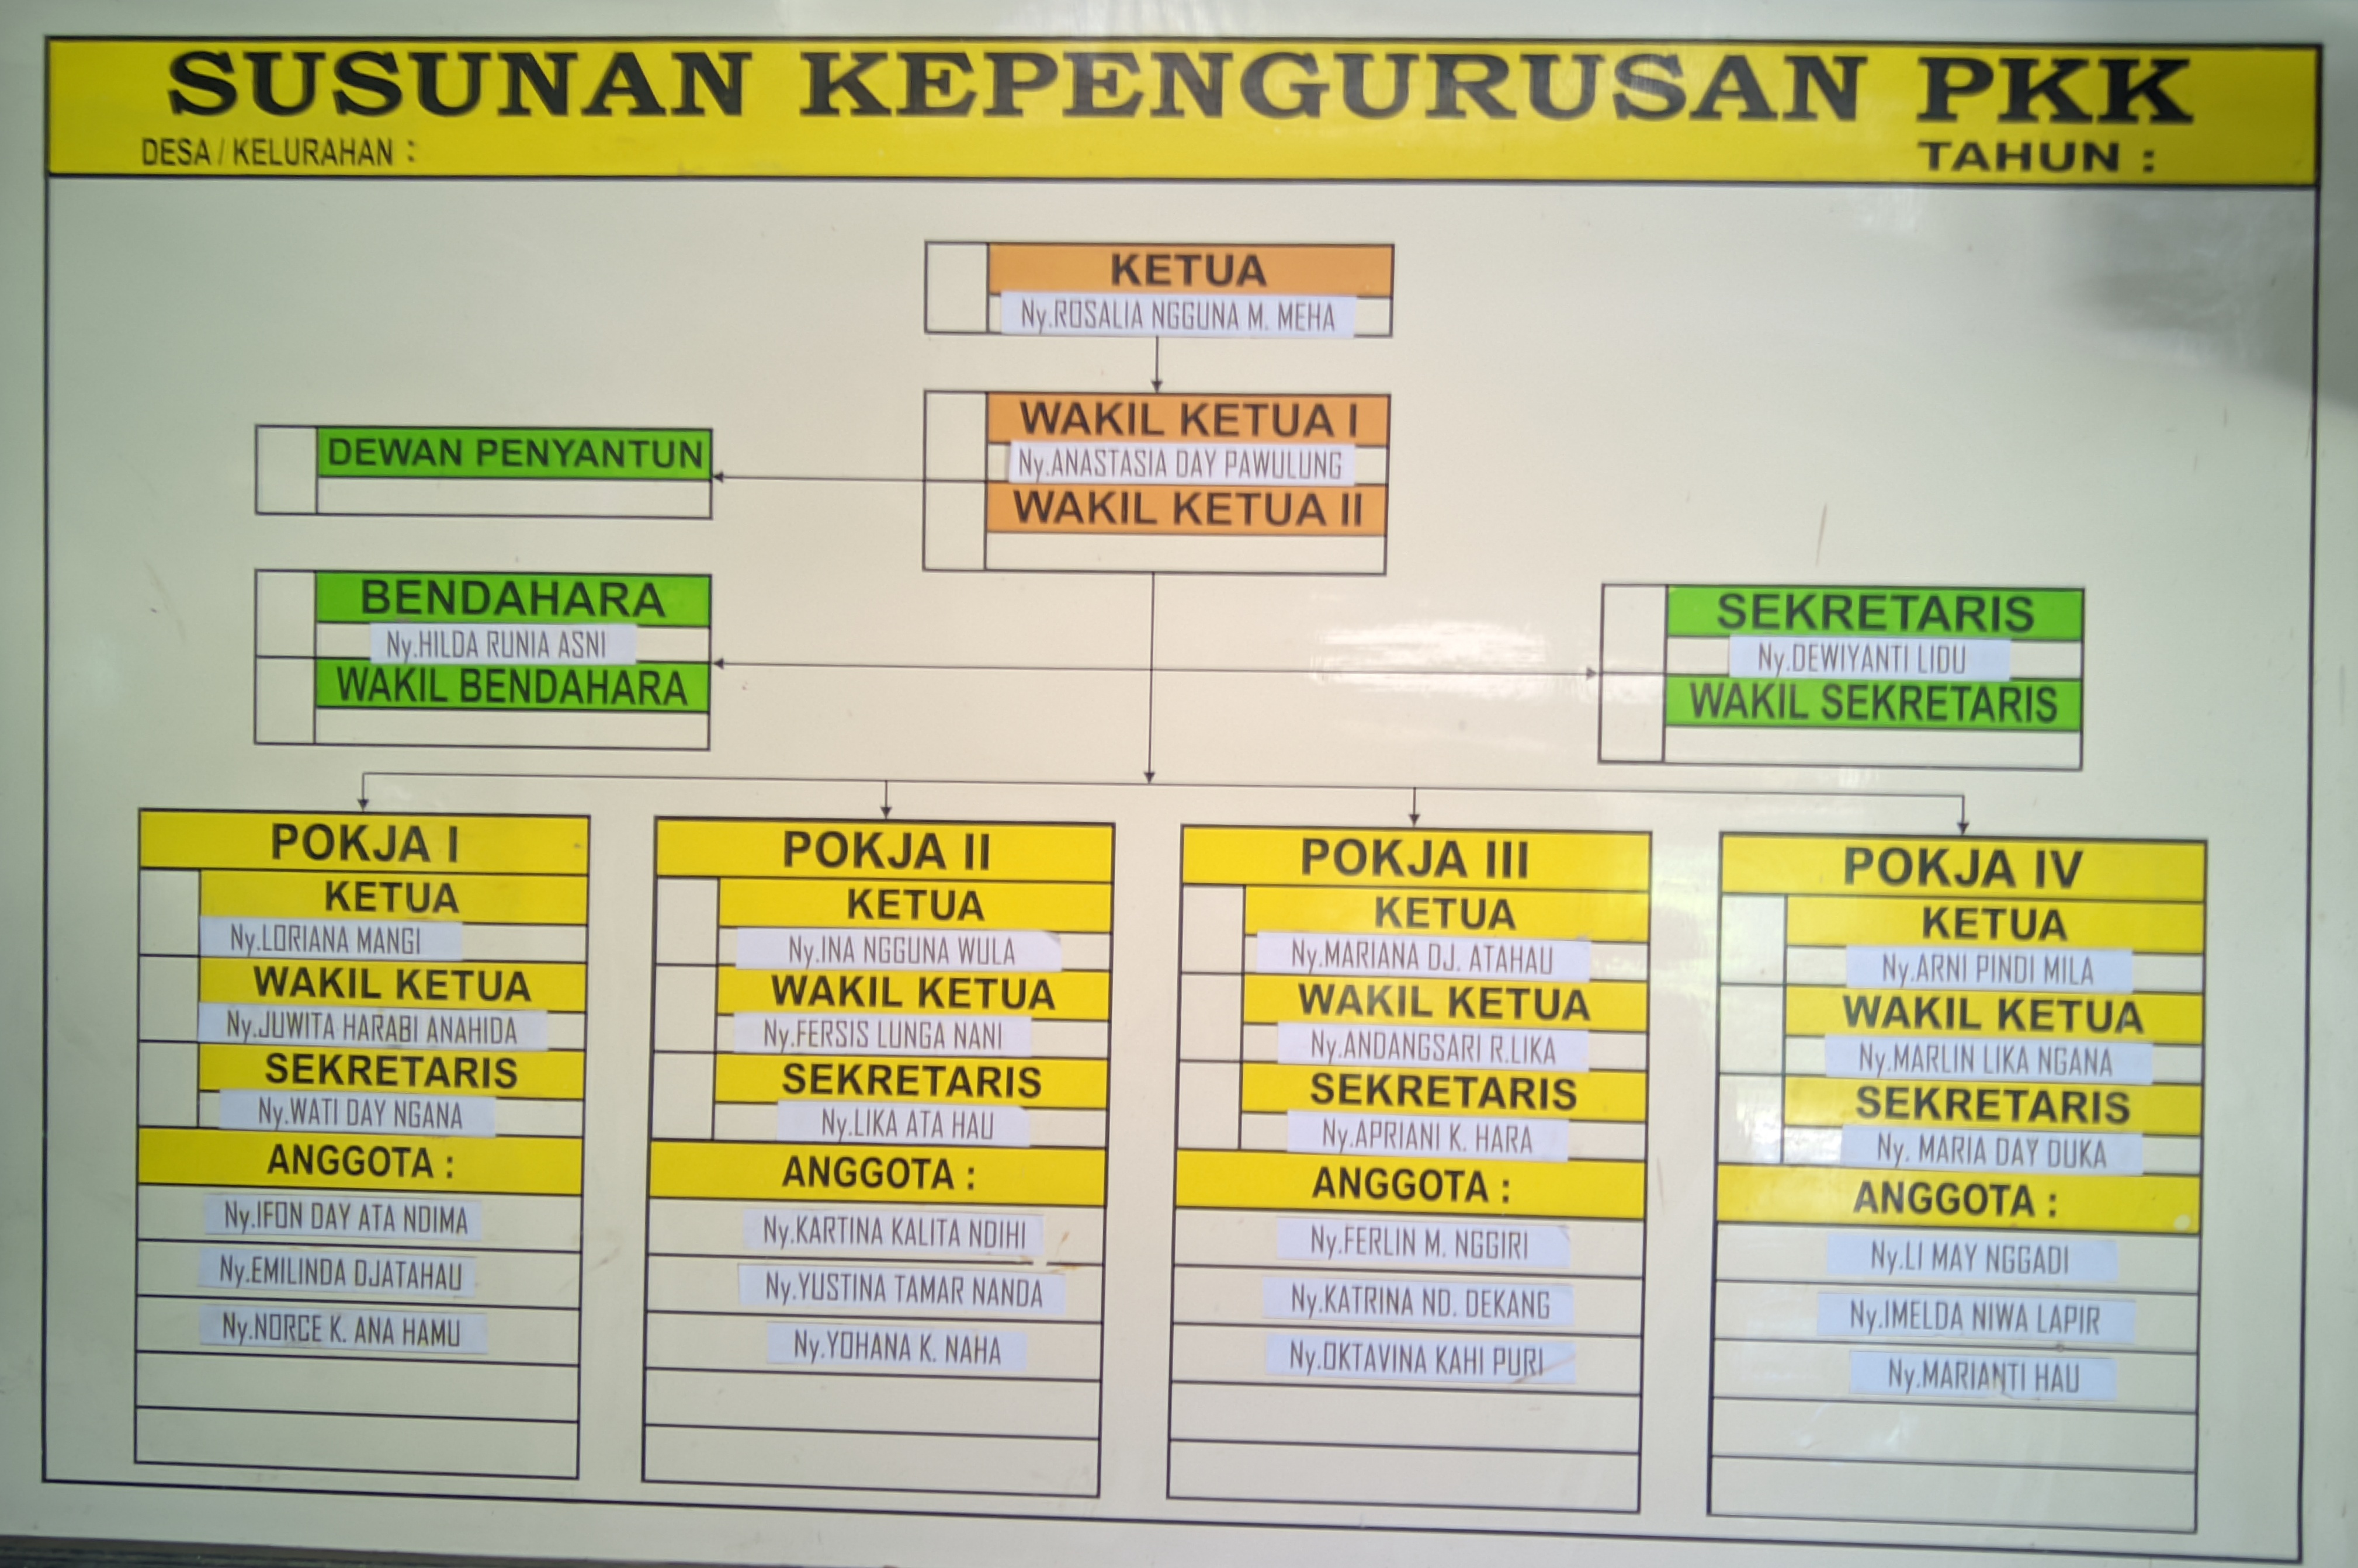 SUSUNAN KEPENGURUSAN PKK
DESA / KELURAHAN :
TAHUN :
KETUA
Ny.ROSALIA NGGUNA M. MEHA
WAKIL KETUA I
Ny.ANASTASIA DAY PAWULUNG
WAKIL KETUA II
DEWAN PENYANTUN
BENDAHARA
Ny.HILDA RUNIA ASNI
WAKIL BENDAHARA
SEKRETARIS
Ny.DEWIYANTI LIDU
WAKIL SEKRETARIS
POKJA I
KETUA
Ny.LORIANA MANGI
WAKIL KETUA
Ny.JUWITA HARABI ANAHIDA
SEKRETARIS
Ny.WATI DAY NGANA
ANGGOTA :
Ny.IFON DAY ATA NDIMA
Ny.EMILINDA DJATAHAU
Ny.NORCE K. ANA HAMU
POKJA II
KETUA
Ny.INA NGGUNA WULA
WAKIL KETUA
Ny.FERSIS LUNGA NANI
SEKRETARIS
Ny.LIKA ATA HAU
ANGGOTA :
Ny.KARTINA KALITA NDIHI
Ny.YUSTINA TAMAR NANDA
Ny.YOHANA K. NAHA
POKJA III
KETUA
Ny.MARIANA DJ. ATAHAU
WAKIL KETUA
Ny.ANDANGSARI R.LIKA
SEKRETARIS
Ny.APRIANI K. HARA
ANGGOTA :
Ny.FERLIN M. NGGIRI
Ny.KATRINA ND. DEKANG
Ny.OKTAVINA KAHI PURI
POKJA IV
KETUA
Ny.ARNI PINDI MILA
WAKIL KETUA
Ny.MARLIN LIKA NGANA
SEKRETARIS
Ny. MARIA DAY DUKA
ANGGOTA :
Ny.LI MAY NGGADI
Ny.IMELDA NIWA LAPIR
Ny.MARIANTI HAU